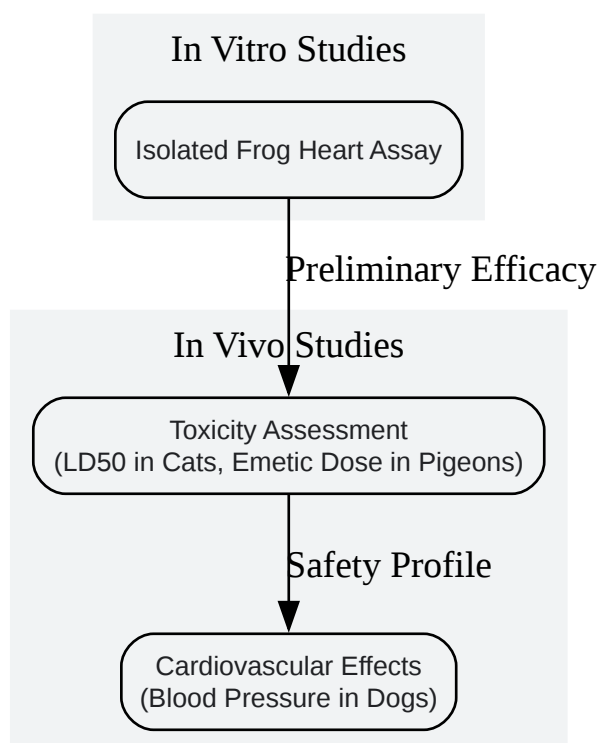 In Vitro Studies
Isolated Frog Heart Assay
Preliminary Efficacy
In Vivo Studies
Toxicity Assessment
(LD50 in Cats, Emetic Dose in Pigeons)
Safety Profile
Cardiovascular Effects
(Blood Pressure in Dogs)